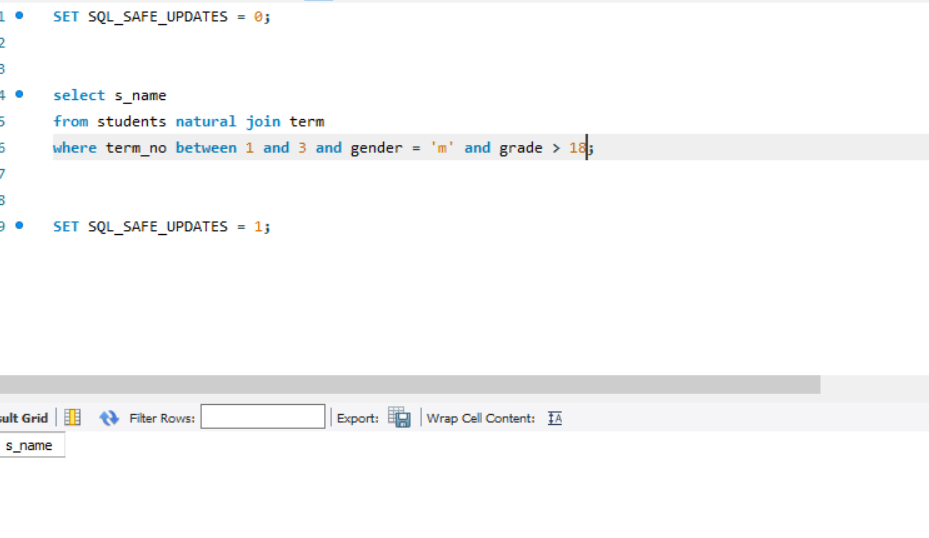 1 SET SQL_SAFE_UPDATES = 0;
2
3
4 select s_name
5 from students natural join term
6 where term_no between 1 and 3 and gender = 'm' and grade > 18;
7
8
9 SET SQL_SAFE_UPDATES = 1;
sult Grid Filter Rows: Export: Wrap Cell Content: IA
s_name